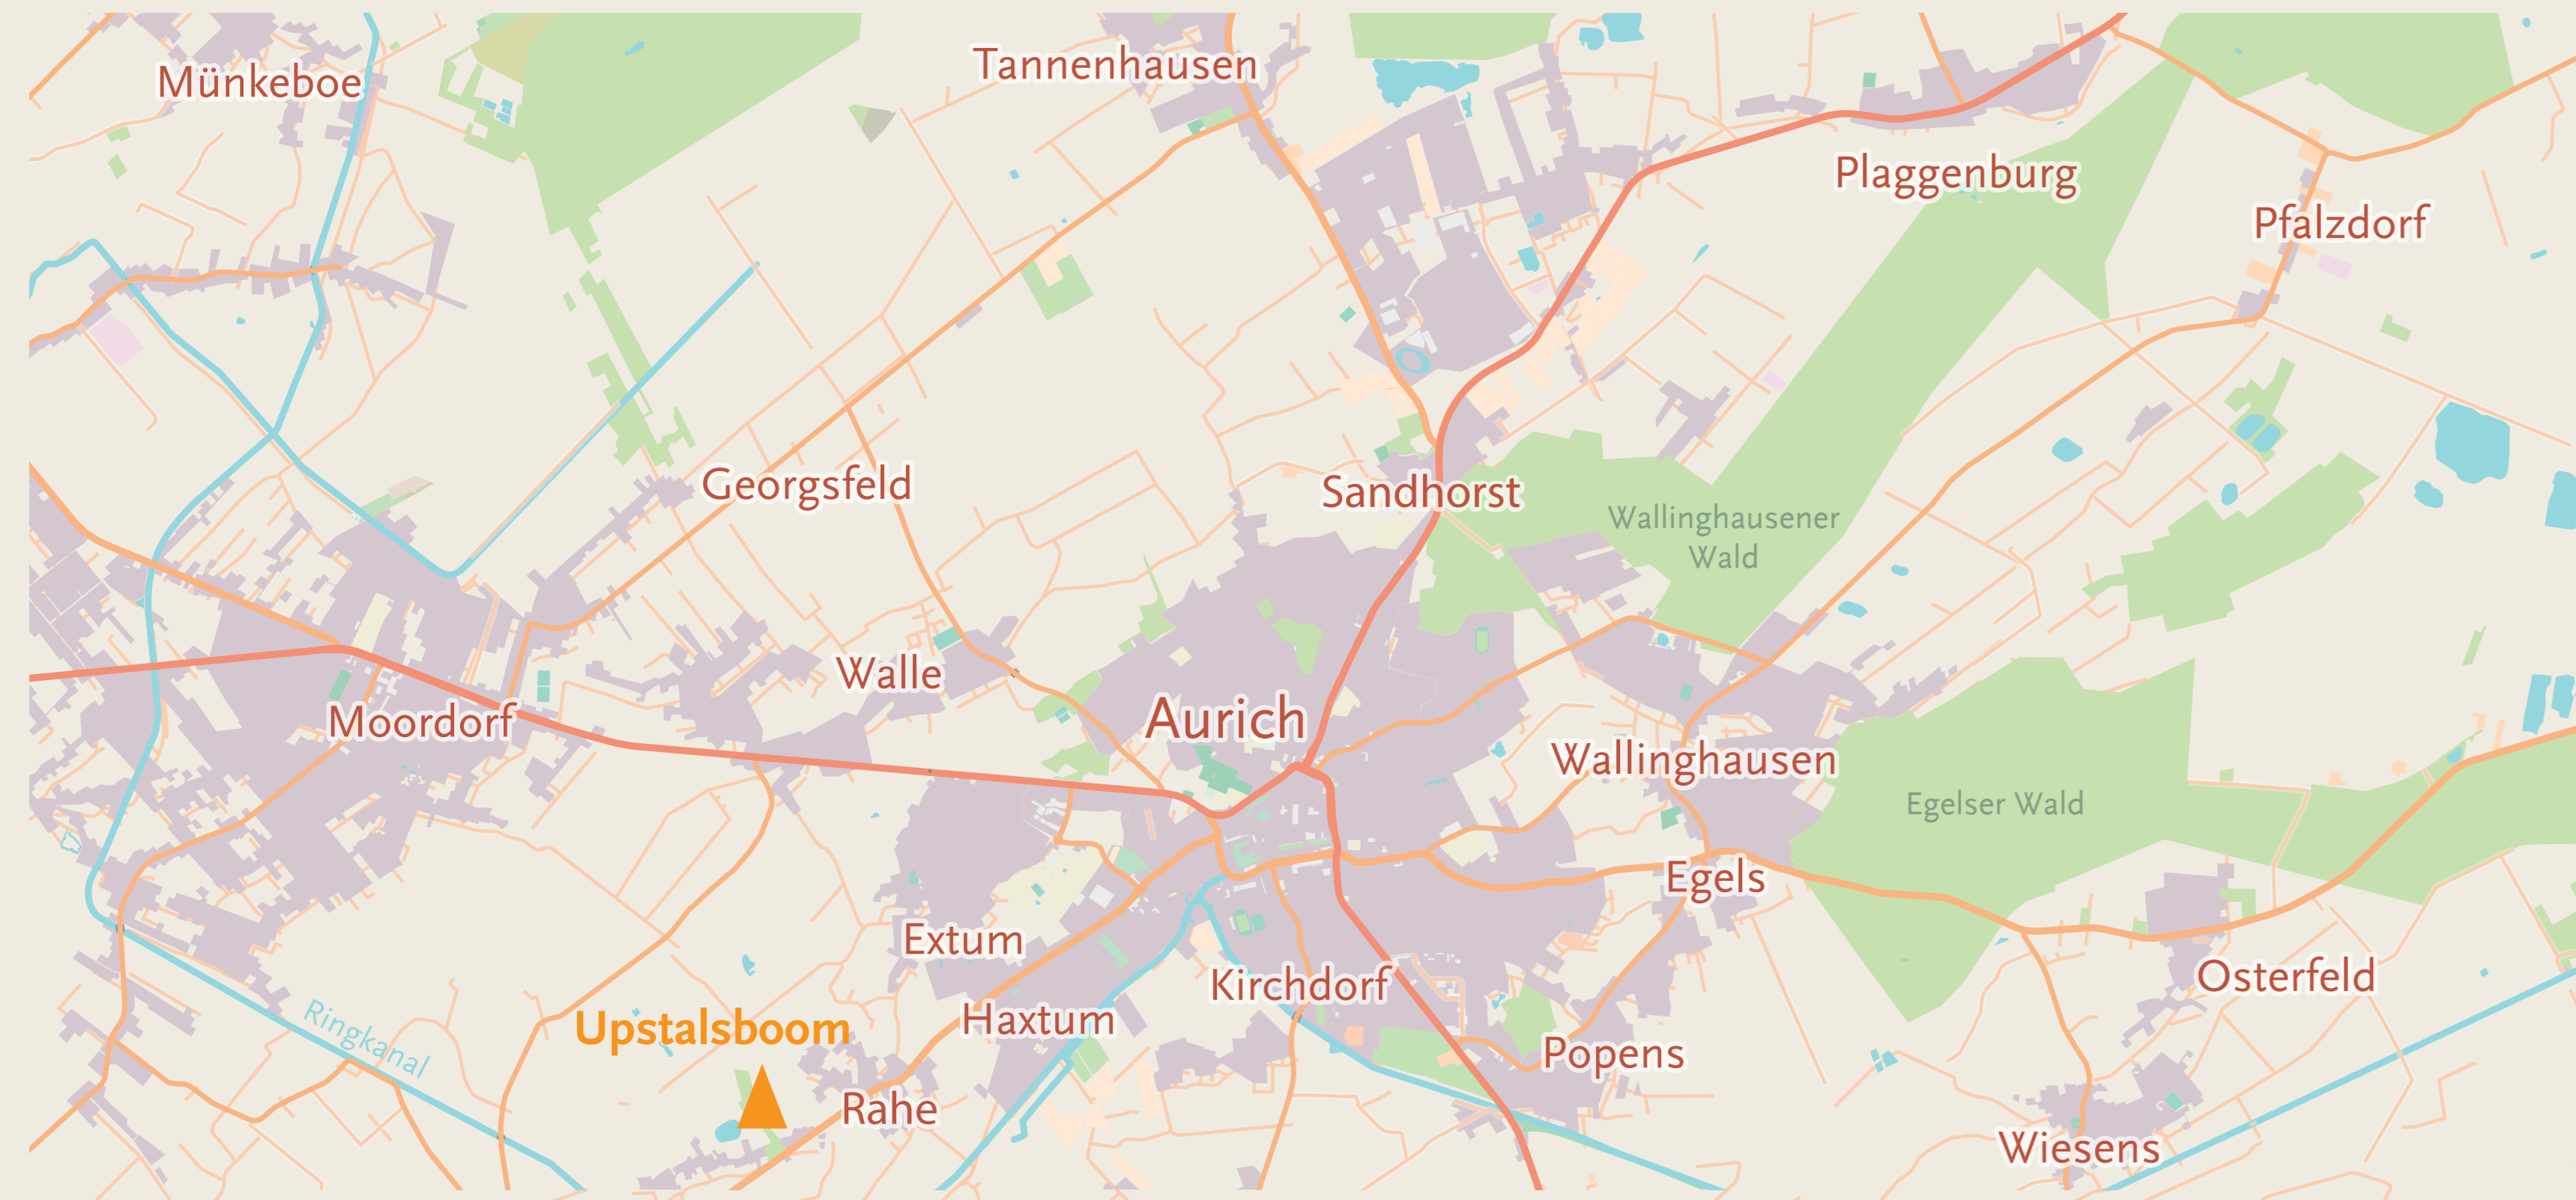 Münkeboe
Tannenhausen
Plaggenburg
Pfalzdorf
Georgsfeld
Sandhorst
Wallinghausener
Wald
Walle
Moordorf
Aurich
Wallinghausen
Egelser Wald
Egels
Extum
Kirchdorf
Osterfeld
Haxtum
Ringkanal
Upstalsboom
Popens
Rahe
Wiesens